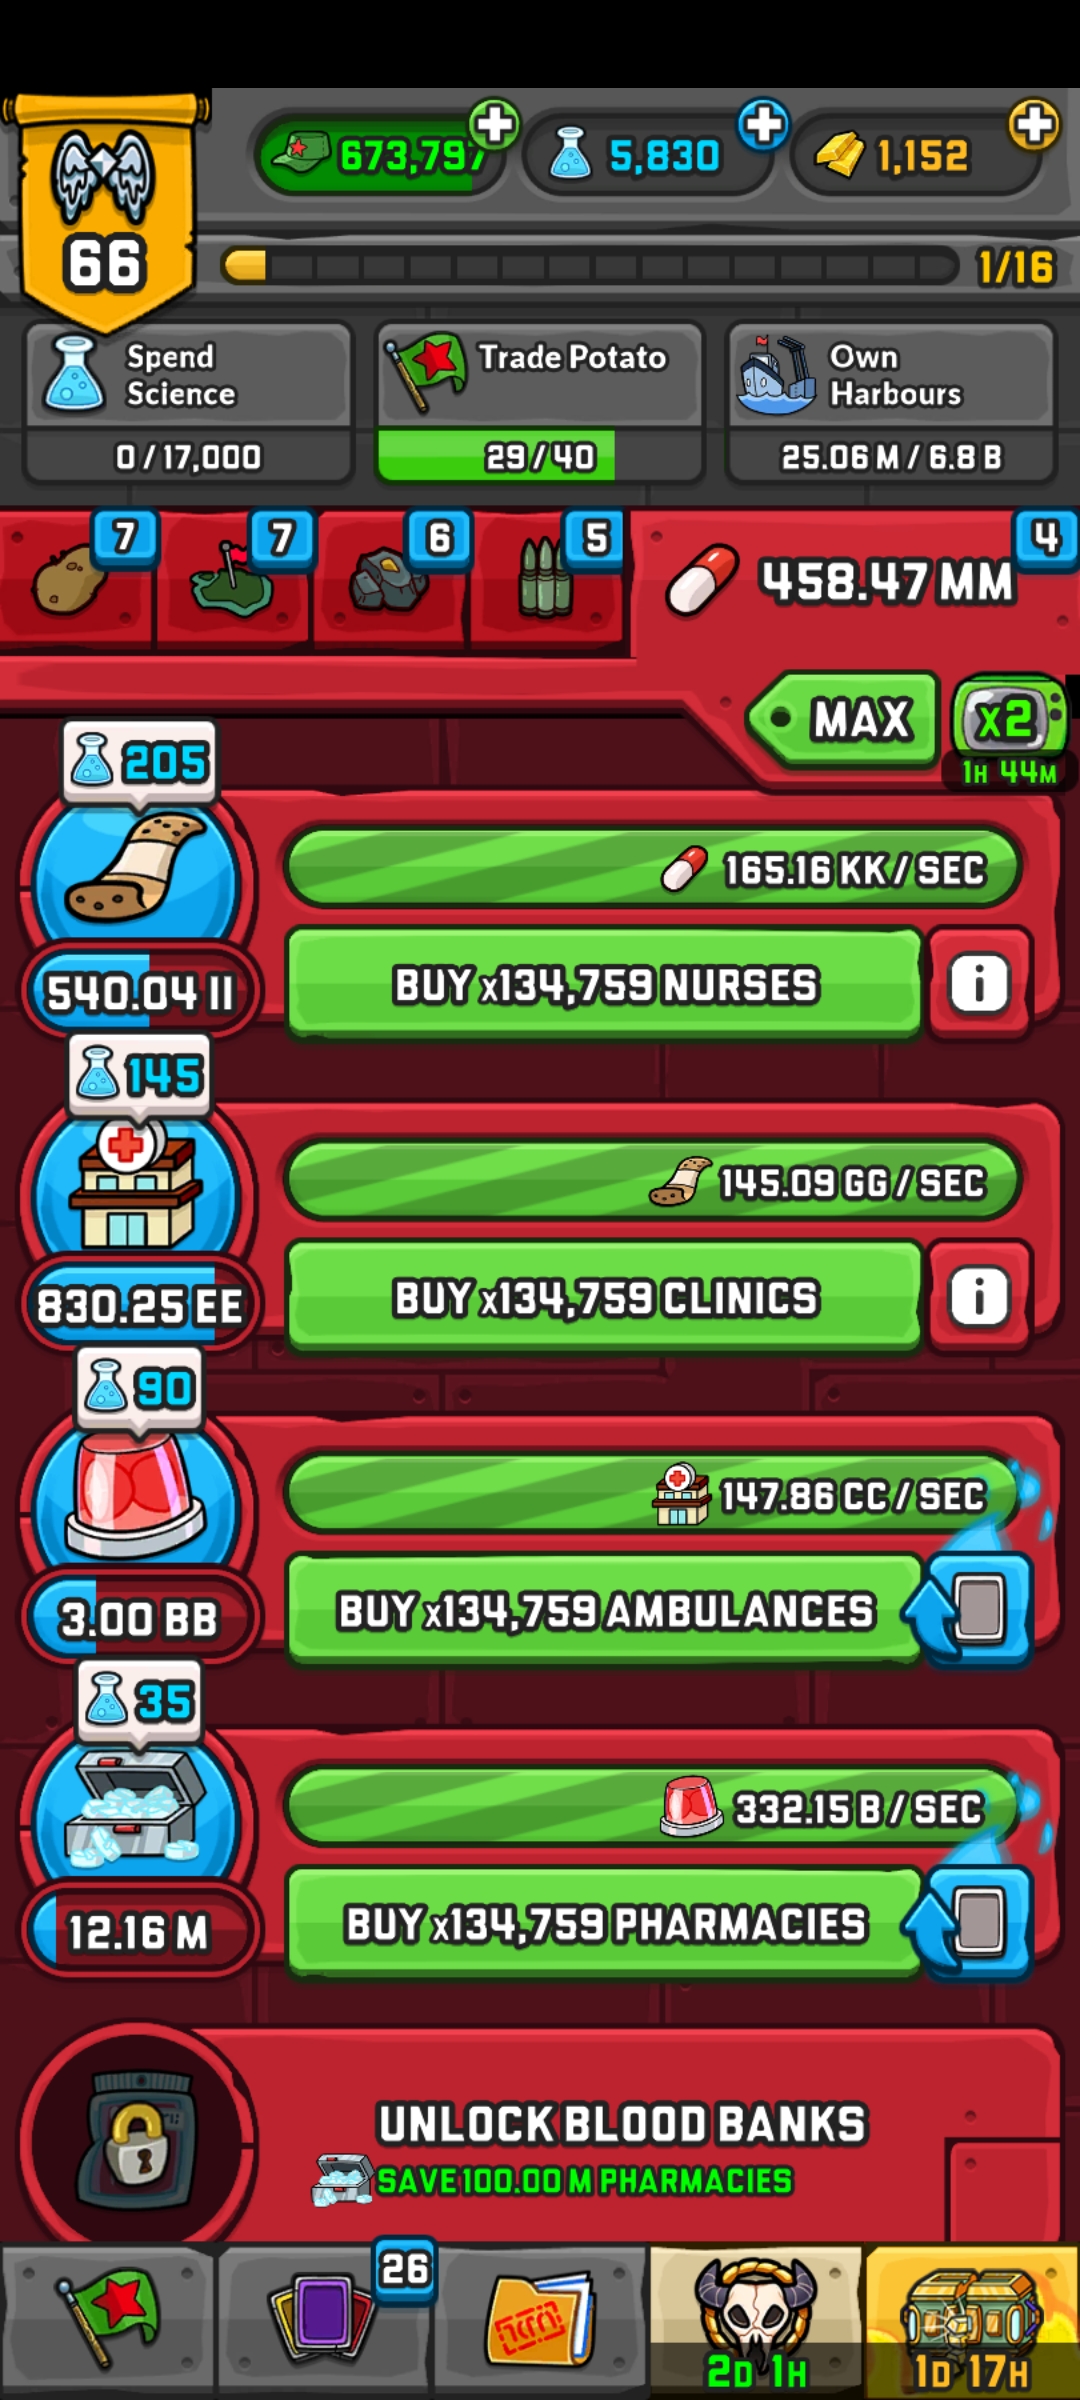 673,797
5,830
1,152
66
1/16
Spend
Science
0/17,000
Trade Potato
29/40
Own
Harbours
25.06 M / 6.8 B
7
7
6
5
458.47 MM
4
MAX
x2
1H 44M
205
165.16 KK/SEC
BUY x134,759 NURSES
i
540.04 II
145
145.09 GG/SEC
BUY x134,759 CLINICS
i
830.25 EE
90
147.86 CC/SEC
BUY x134,759 AMBULANCES
3.00 BB
35
332.15 B/SEC
BUY x134,759 PHARMACIES
12.16 M
UNLOCK BLOOD BANKS
SAVE 100.00 M PHARMACIES
26
2D 1H
1D 17H